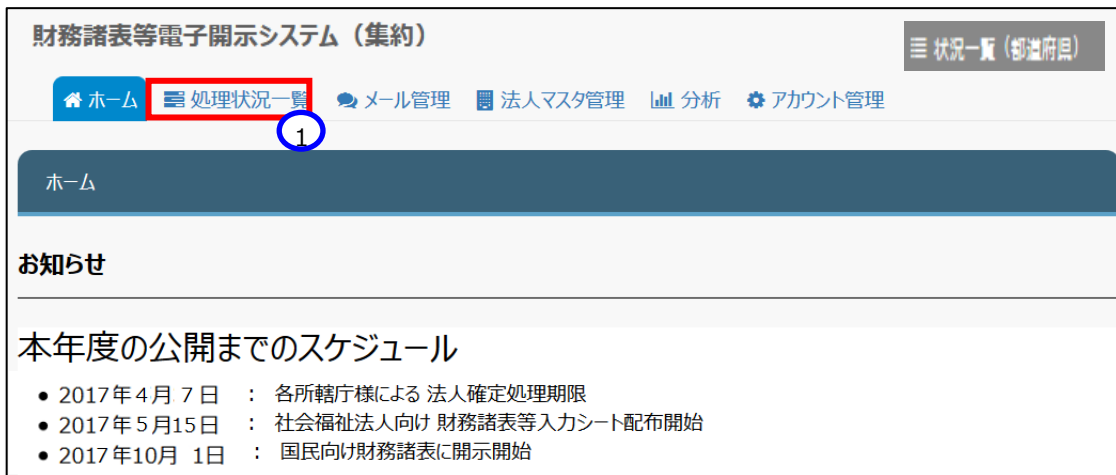 財務諸表等電子開示システム（集約）
状況一覧（都道府県）
ホーム 処理状況一覧 メール管理 法人マスタ管理 分析 アカウント管理
1
ホーム
お知らせ
本年度の公開までのスケジュール
● 2017年4月 7 日 ： 各所轄庁様による 法人確定処理期限
● 2017年5月15日 ： 社会福祉法人向け 財務諸表等入力シート配布開始
● 2017年10月 1日 ： 国民向け財務諸表に開示開始